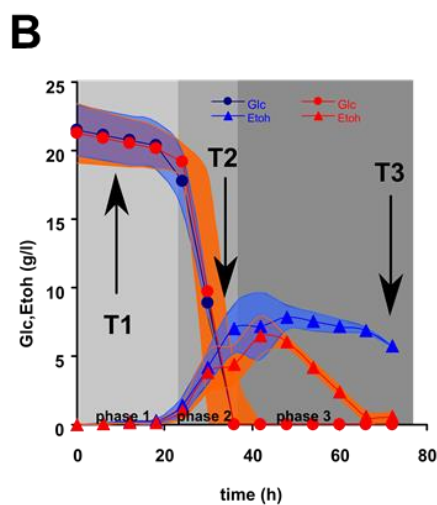 B
25
Glc Glc
Etoh Etoh
20
T2
T3
15
Glc,Etoh (g/l)
10
T1
5
phase 1 phase 2 phase 3
0
0 20 40 60 80
time (h)